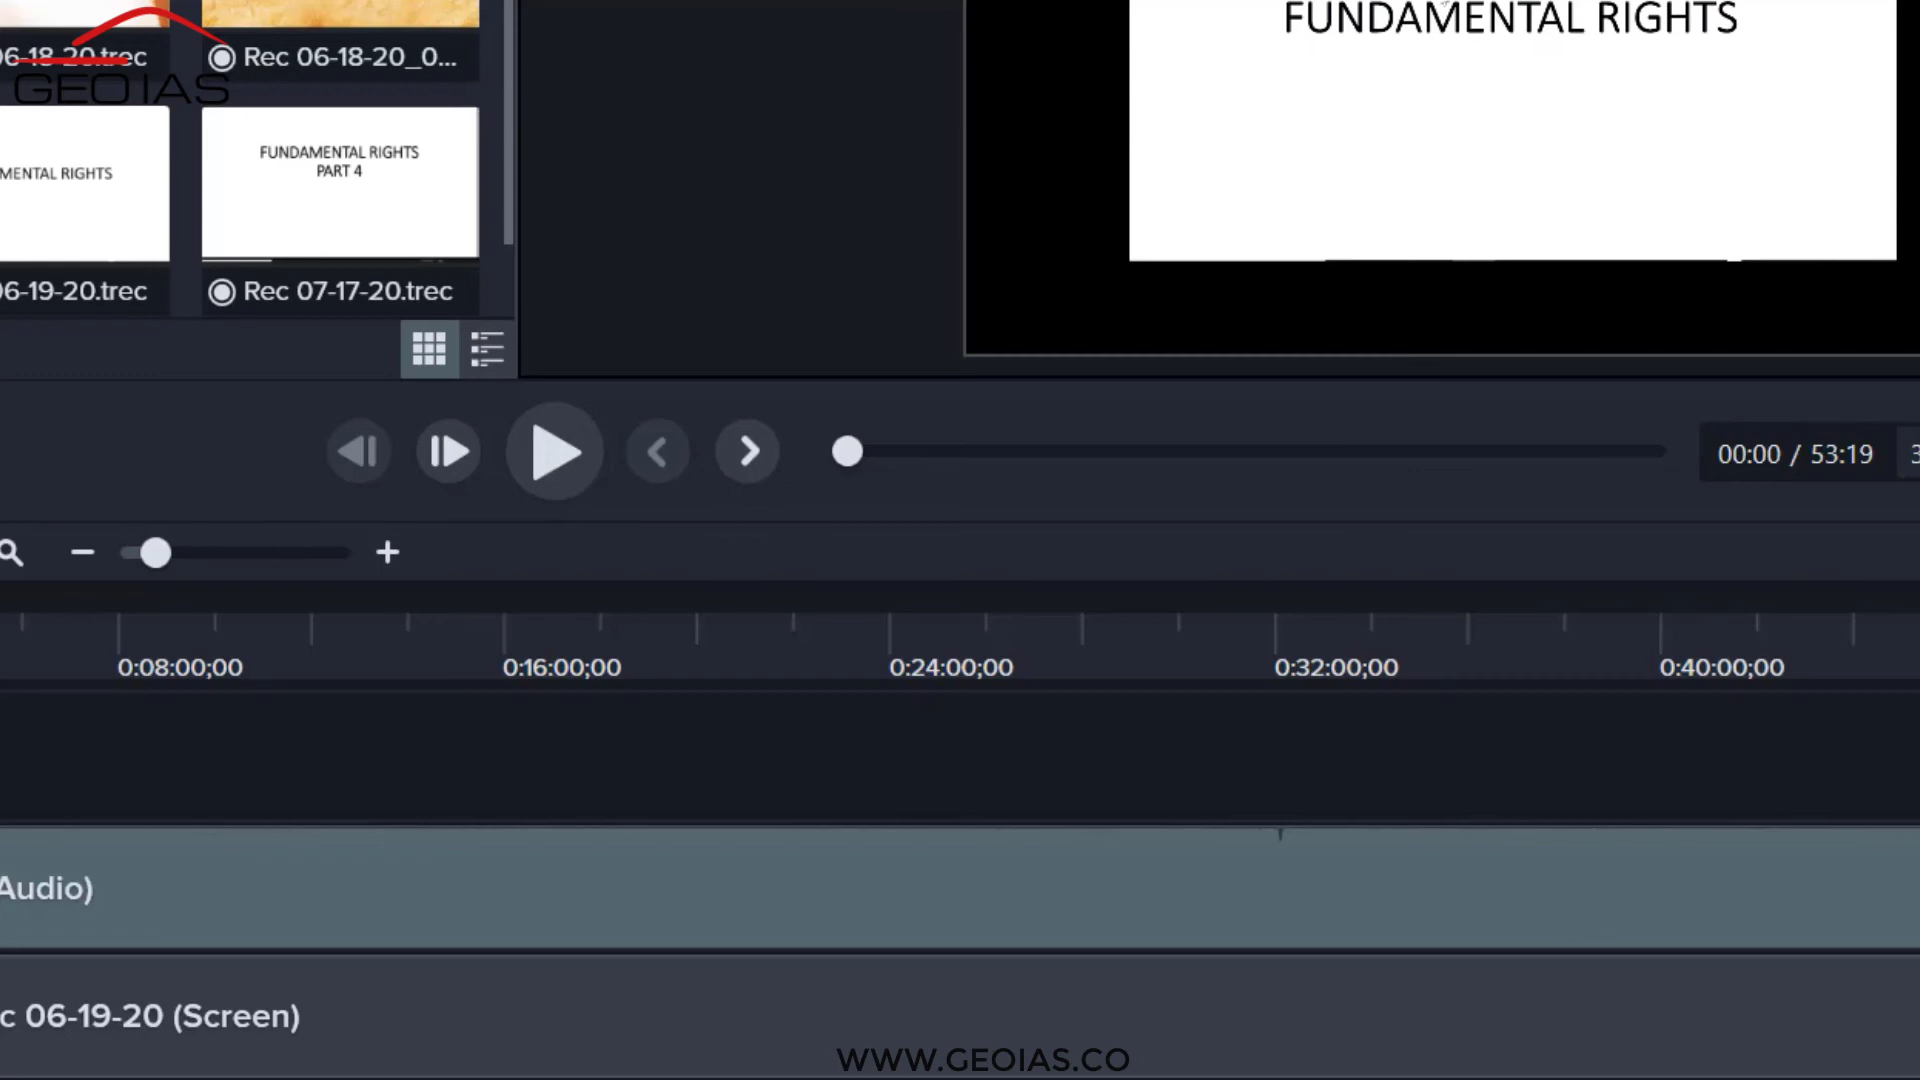 FUNDAMENTAL RIGHTS
06-18-20.trec
Rec 06-18-20_0...
GEO IAS
MENTAL RIGHTS
FUNDAMENTAL RIGHTS
PART 4
06-19-20.trec
Rec 07-17-20.trec
00:00 / 53:19
3
0:08:00;00
0:16:00;00
0:24:00;00
0:32:00;00
0:40:00;00
Audio)
c 06-19-20 (Screen)
WWW.GEOIAS.CO